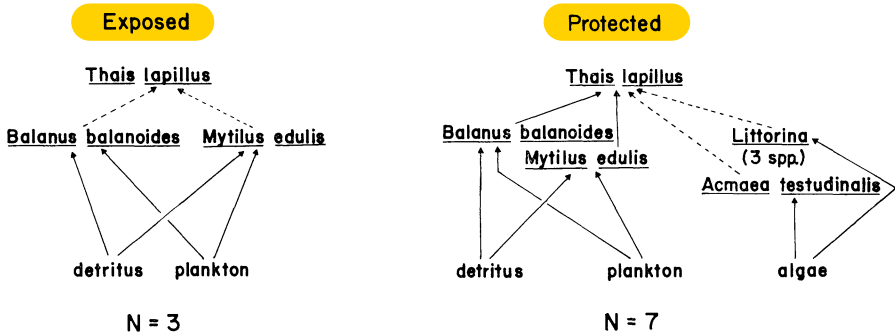 Exposed
Thais lapillus
Balanus balanoides Mytilus edulis
detritus plankton
N = 3
Protected
Thais lapillus
Balanus balanoides
Mytilus edulis
Littorina
(3 spp.)
Acmaea testudinalis
detritus plankton algae
N = 7